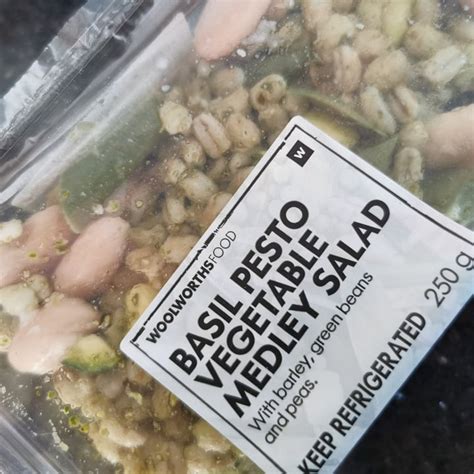 W
WOOLWORTHSFOOD
BASIL PESTO
VEGETABLE
MEDLEY SALAD
With barley, green beans
and peas.
KEEP REFRIGERATED 250 g